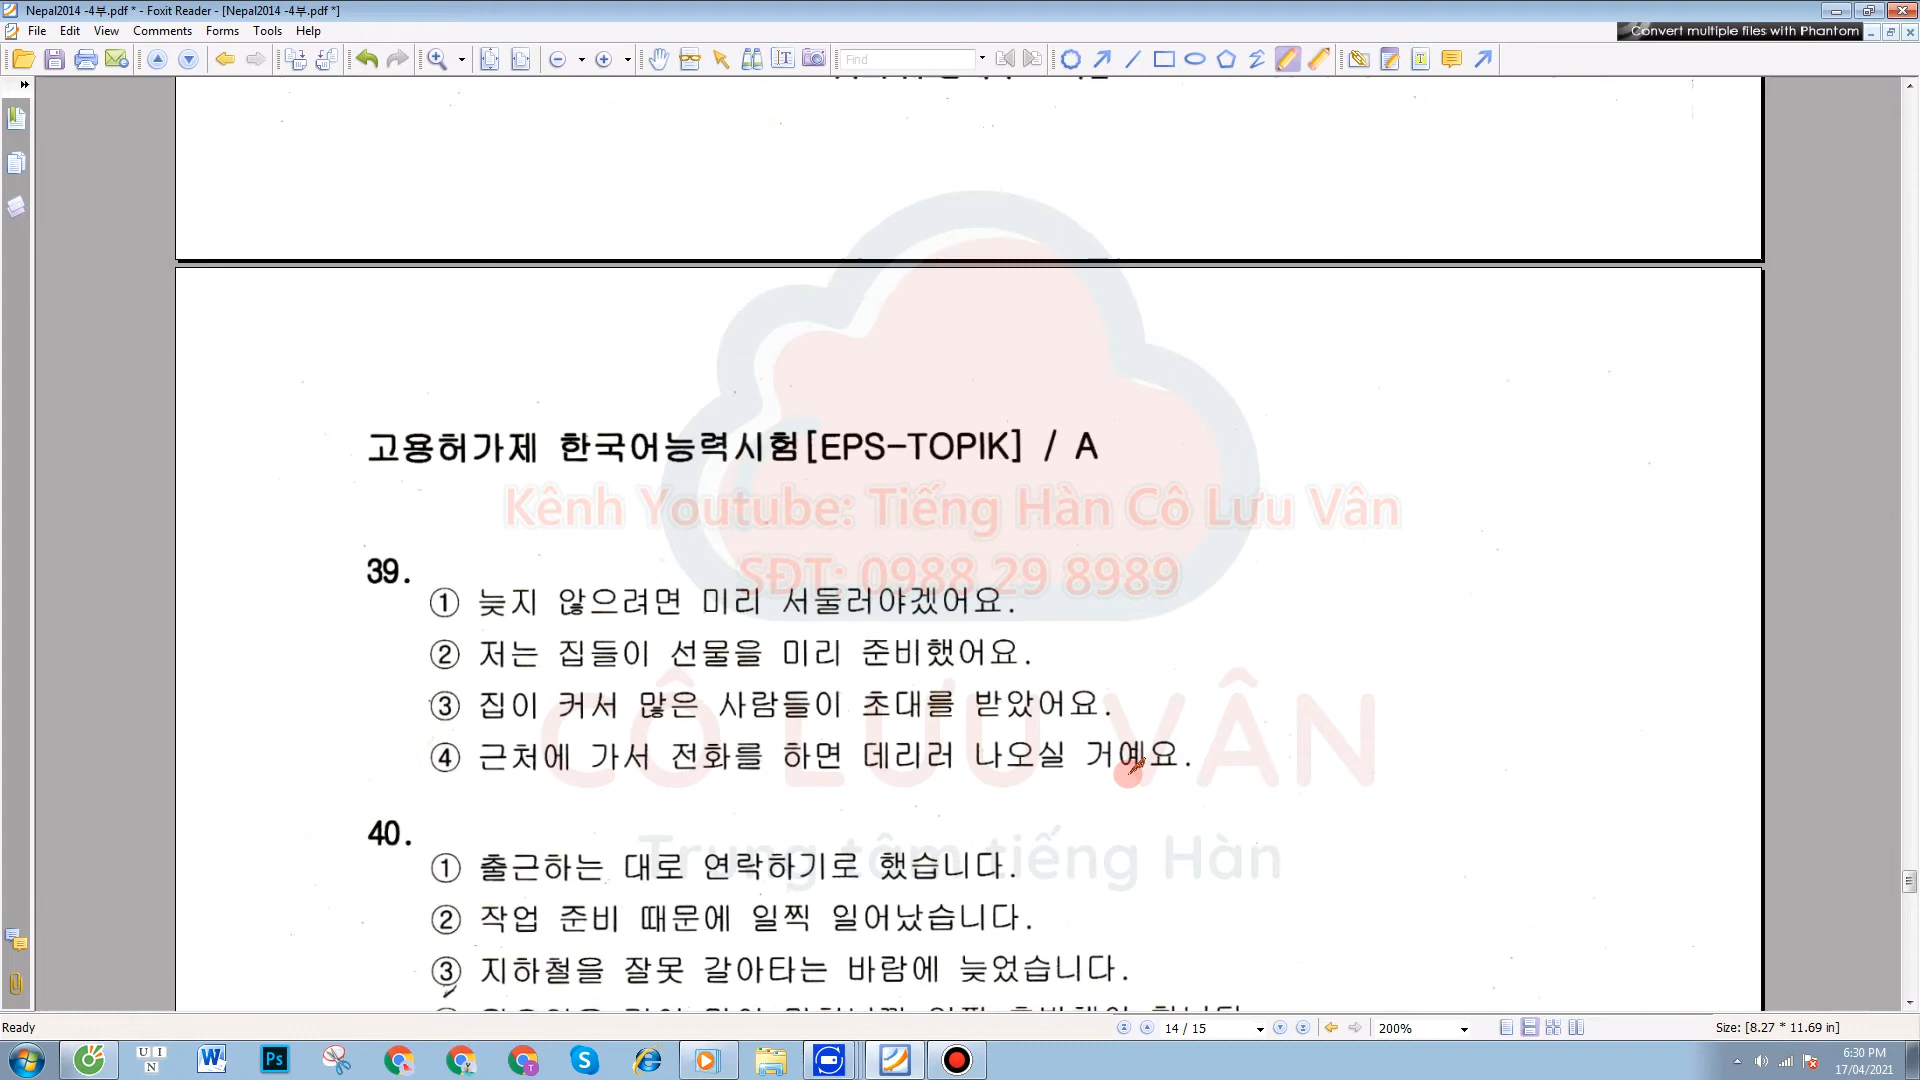 Nepal2014 -4부.pdf * - Foxit Reader - [Nepal2014 -4부.pdf *]
File Edit View Comments Forms Tools Help
Convert multiple files with Phantom
Find
고용허가제 한국어능력시험[EPS-TOPIK] / A
Kênh Youtube: Tiếng Hàn Cô Lưu Vân
SĐT: 0988 29 8989
39.
① 늦지 않으려면 미리 서둘러야겠어요.
② 저는 집들이 선물을 미리 준비했어요.
③ 집이 커서 많은 사람들이 초대를 받았어요.
④ 근처에 가서 전화를 하면 데리러 나오실 거예요.
CÔ LƯU VÂN
40.
Trung tâm tiếng Hàn
① 출근하는 대로 연락하기로 했습니다.
② 작업 준비 때문에 일찍 일어났습니다.
③ 지하철을 잘못 갈아타는 바람에 늦었습니다.
Ready
14 / 15
200%
Size: [8.27 * 11.69 in]
U I
N
6:30 PM
17/04/2021